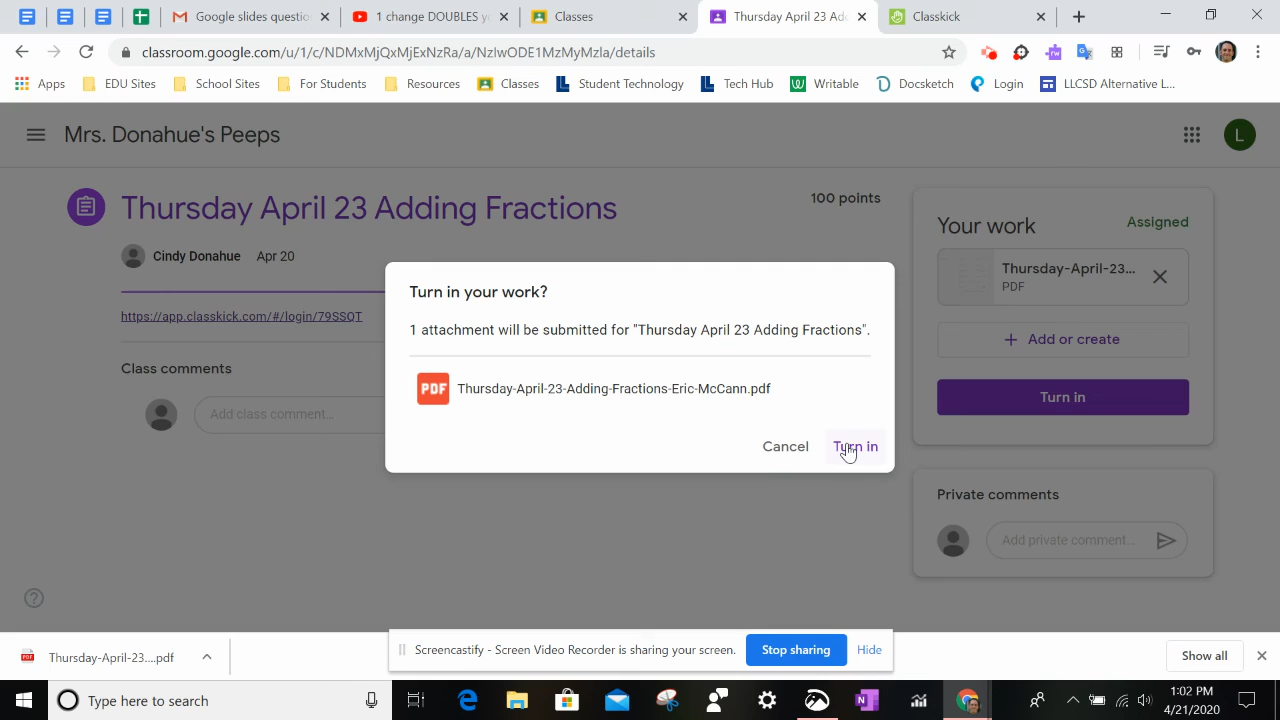 Google slides questio
1 change DOUBLES y
Classes
Thursday April 23 Ad
Classkick
classroom.google.com/u/1/c/NDMxMjQxMjExNzRa/a/NzIwODE1MzMyMzla/details
Apps
EDU Sites
School Sites
For Students
Resources
Classes
Student Technology
Tech Hub
Writable
Docsketch
Login
LLCSD Alternative L...
Mrs. Donahue's Peeps
L
Thursday April 23 Adding Fractions
100 points
Cindy Donahue Apr 20
https://app.classkick.com/#/login/79SSQT
Class comments
Add class comment...
Your work
Assigned
Thursday-April-23...
PDF
Add or create
Turn in
Private comments
Add private comment...
Turn in your work?
1 attachment will be submitted for "Thursday April 23 Adding Fractions".
PDF Thursday-April-23-Adding-Fractions-Eric-McCann.pdf
Cancel
Turn in
Thursday-April-23....pdf
Screencastify - Screen Video Recorder is sharing your screen.
Stop sharing
Hide
Show all
Type here to search
1:02 PM
4/21/2020